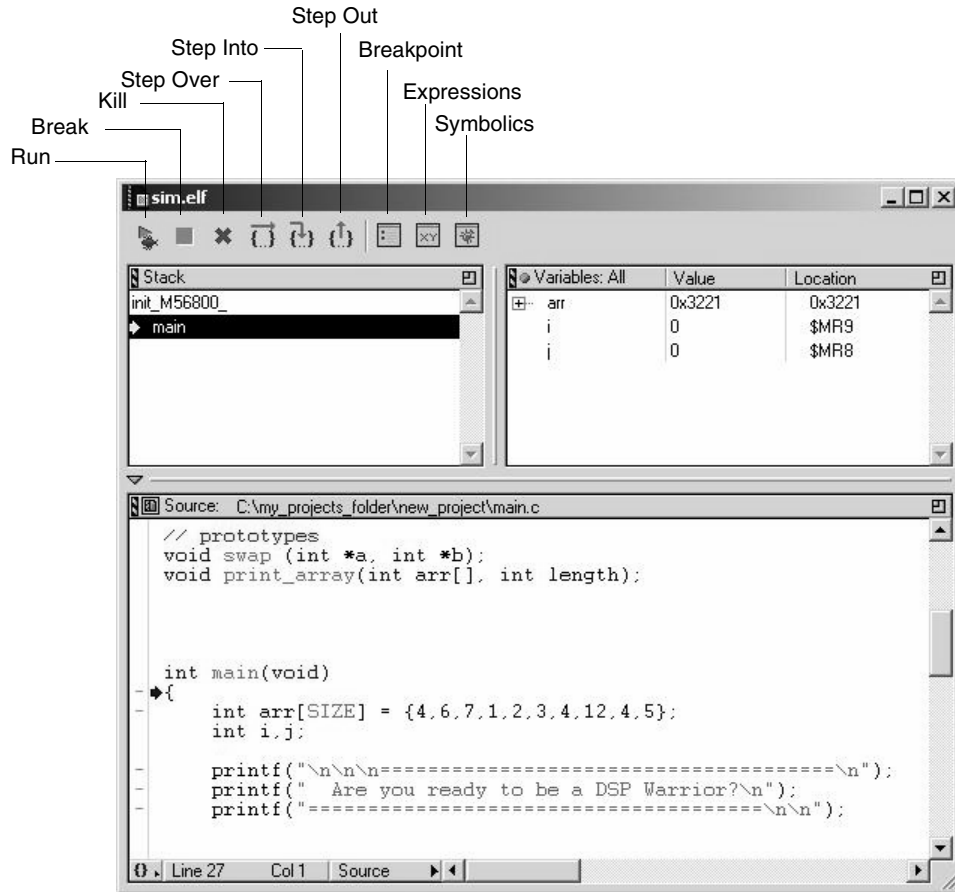 Step Out
Step Into
Breakpoint
Step Over
Kill
Expressions
Break
Symbolics
Run
sim.elf
Stack
init_M56800_
main
Variables: All Value Location
arr 0x3221 0x3221
i 0 $MR9
j 0 $MR8
Source: C:\my_projects_folder\new_project\main.c
// prototypes
void swap (int *a, int *b);
void print_array(int arr[], int length);
int main(void)
{
int arr[SIZE] = {4,6,7,1,2,3,4,12,4,5};
int i,j;
printf("\n\n\n======================================\n");
printf("  Are you ready to be a DSP Warrior?\n");
printf("======================================\n\n");
Line 27 Col 1 Source